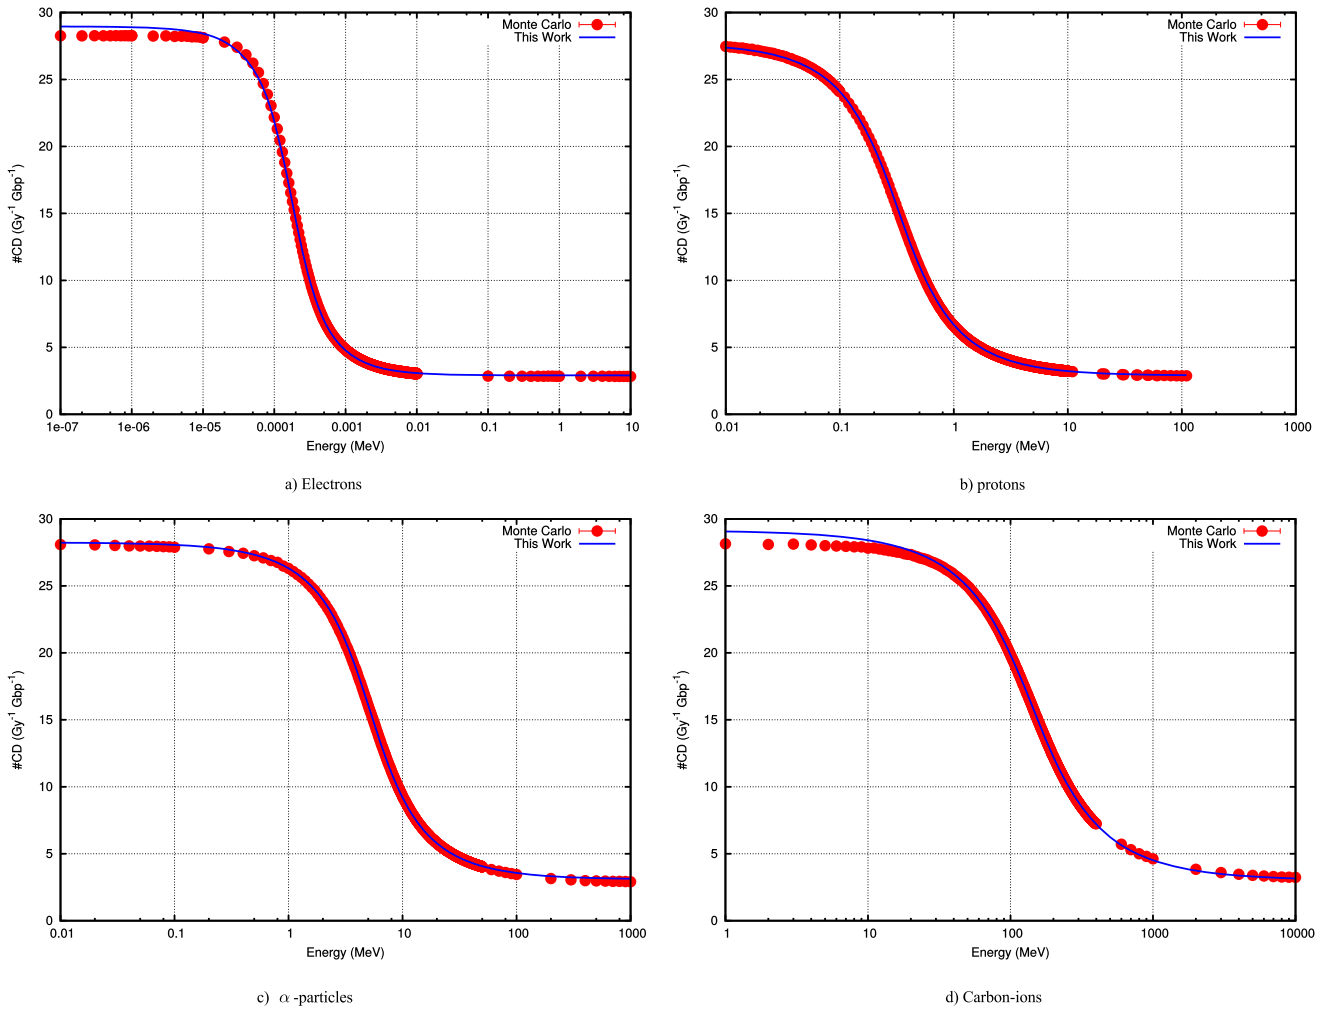 30
25
20
15
10
5
0
#CD (Gy-1 Gbp-1)
Monte Carlo
This Work
1e-07 1e-06 1e-05 0.0001 0.001 0.01 0.1 1 10
Energy (MeV)
a) Electrons
30
25
20
15
10
5
0
#CD (Gy-1 Gbp-1)
Monte Carlo
This Work
0.01 0.1 1 10 100 1000
Energy (MeV)
b) protons
30
25
20
15
10
5
0
#CD (Gy-1 Gbp-1)
Monte Carlo
This Work
0.01 0.1 1 10 100 1000
Energy (MeV)
c) α -particles
30
25
20
15
10
5
0
#CD (Gy-1 Gbp-1)
Monte Carlo
This Work
1 10 100 1000 10000
Energy (MeV)
d) Carbon-ions